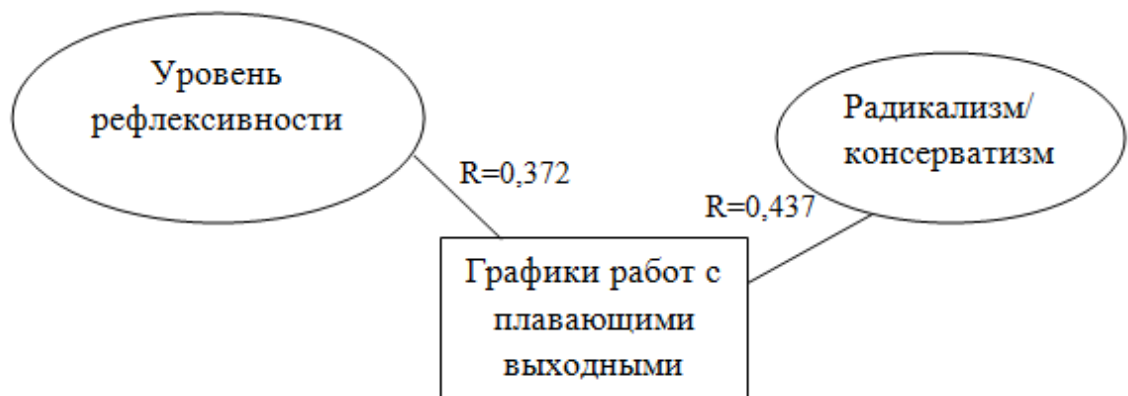 Уровень
рефлексивности
Радикализм/
консерватизм
R=0,372
R=0,437
Графики работ с
плавающими
выходными